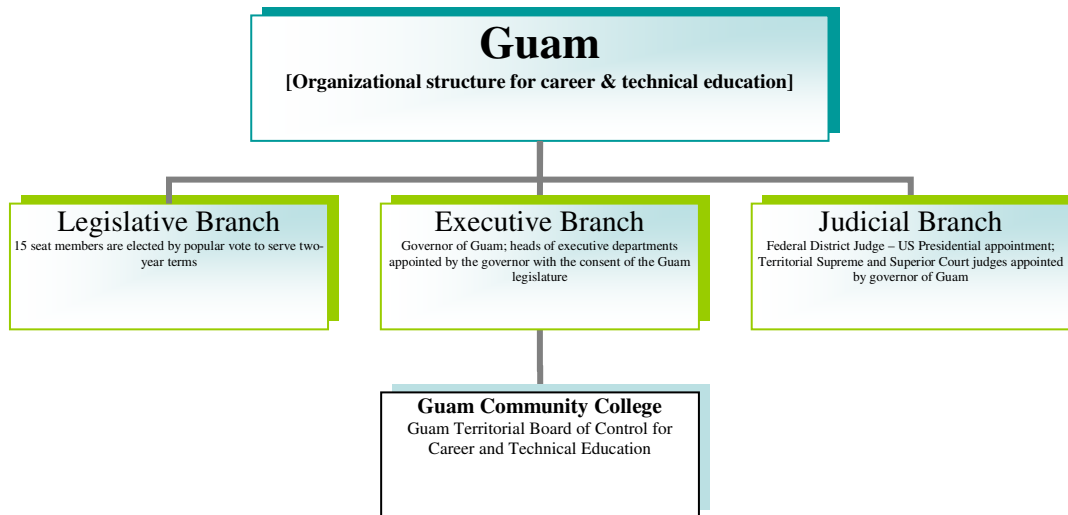 Guam
[Organizational structure for career & technical education]
Legislative Branch
15 seat members are elected by popular vote to serve two-
year terms
Executive Branch
Governor of Guam; heads of executive departments
appointed by the governor with the consent of the Guam
legislature
Judicial Branch
Federal District Judge – US Presidential appointment;
Territorial Supreme and Superior Court judges appointed
by governor of Guam
Guam Community College
Guam Territorial Board of Control for
Career and Technical Education